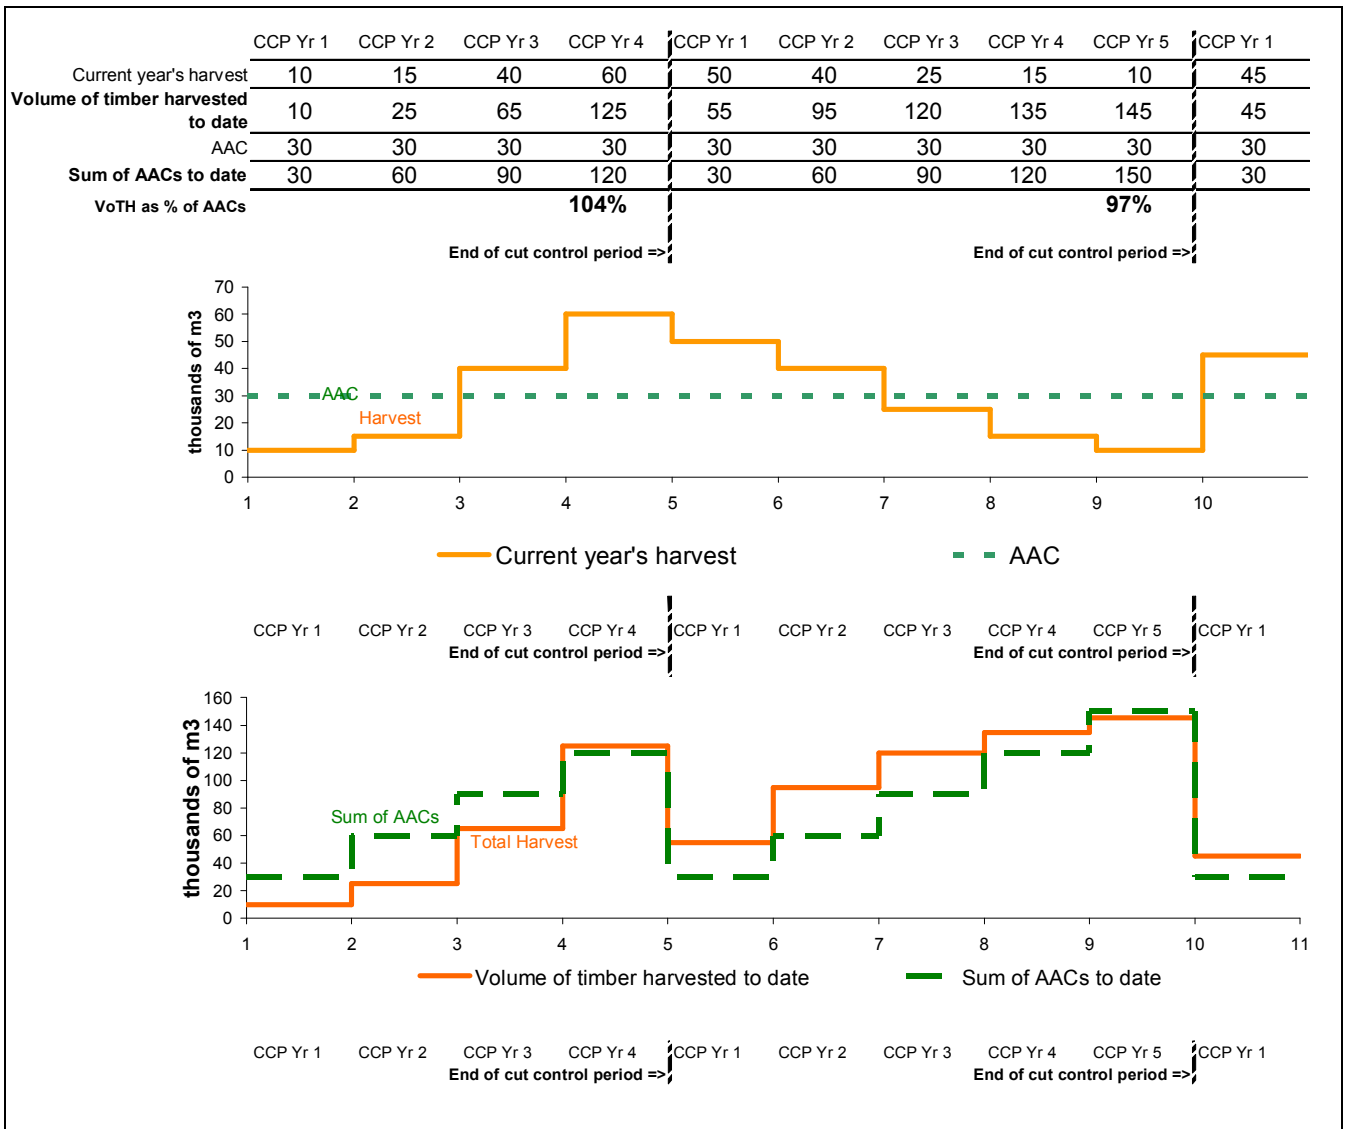 CCP Yr 1 CCP Yr 2 CCP Yr 3 CCP Yr 4 CCP Yr 1 CCP Yr 2 CCP Yr 3 CCP Yr 4 CCP Yr 5 CCP Yr 1
Current year's harvest 10 15 40 60 50 40 25 15 10 45
Volume of timber harvested
to date 10 25 65 125 55 95 120 135 145 45
AAC 30 30 30 30 30 30 30 30 30 30
Sum of AACs to date 30 60 90 120 30 60 90 120 150 30
VoTH as % of AACs 104% 97%
End of cut control period => End of cut control period =>
thousands of m3
70
60
50
40
30
20
10
0
AAC
Harvest
1 2 3 4 5 6 7 8 9 10
Current year's harvest AAC
CCP Yr 1 CCP Yr 2 CCP Yr 3 CCP Yr 4 CCP Yr 1 CCP Yr 2 CCP Yr 3 CCP Yr 4 CCP Yr 5 CCP Yr 1
End of cut control period => End of cut control period =>
thousands of m3
160
140
120
100
80
60
40
20
0
Sum of AACs
Total Harvest
1 2 3 4 5 6 7 8 9 10 11
Volume of timber harvested to date Sum of AACs to date
CCP Yr 1 CCP Yr 2 CCP Yr 3 CCP Yr 4 CCP Yr 1 CCP Yr 2 CCP Yr 3 CCP Yr 4 CCP Yr 5 CCP Yr 1
End of cut control period => End of cut control period =>